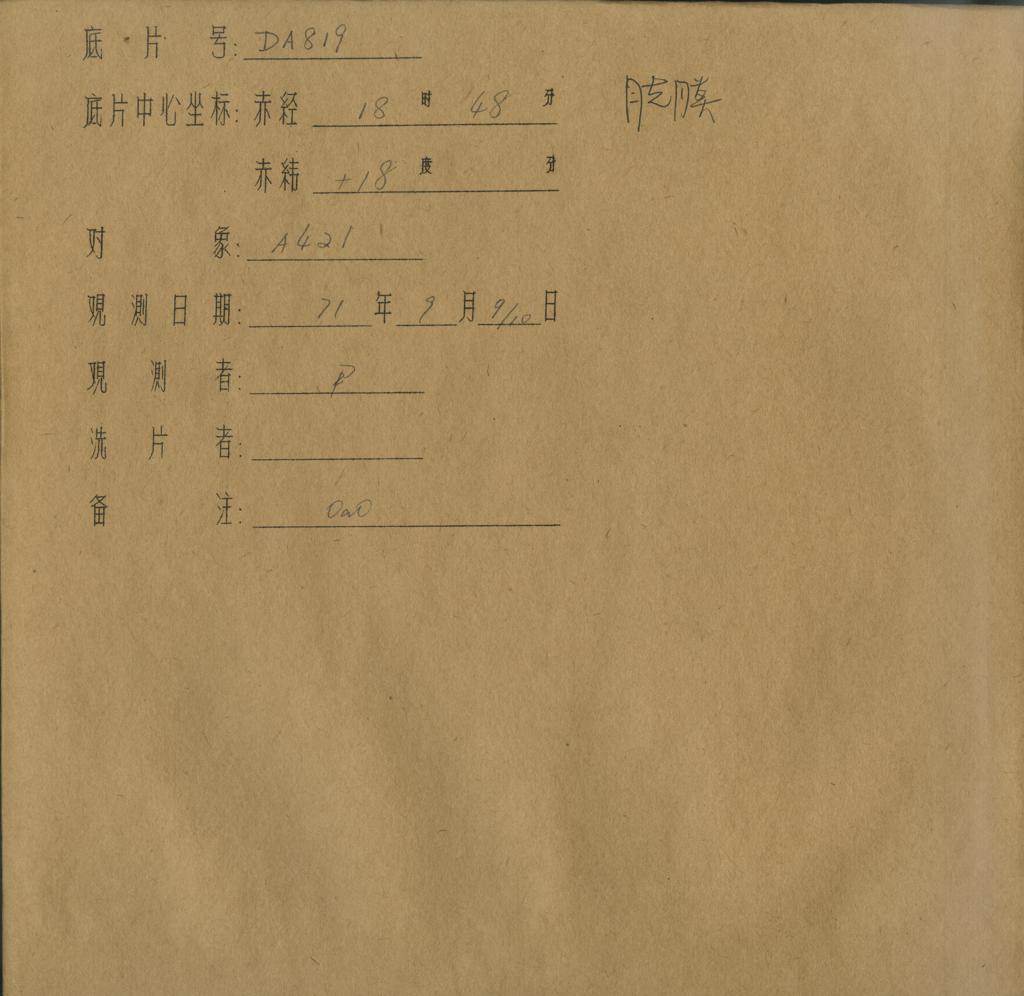 底片号: DA819
底片中心坐标: 赤经 18 时 48 分
脱膜
赤纬 +18 度 分
对象: A421
观测日期: 71 年 9 月 9/10 日
观测者: P
洗片者:
备注: OaO